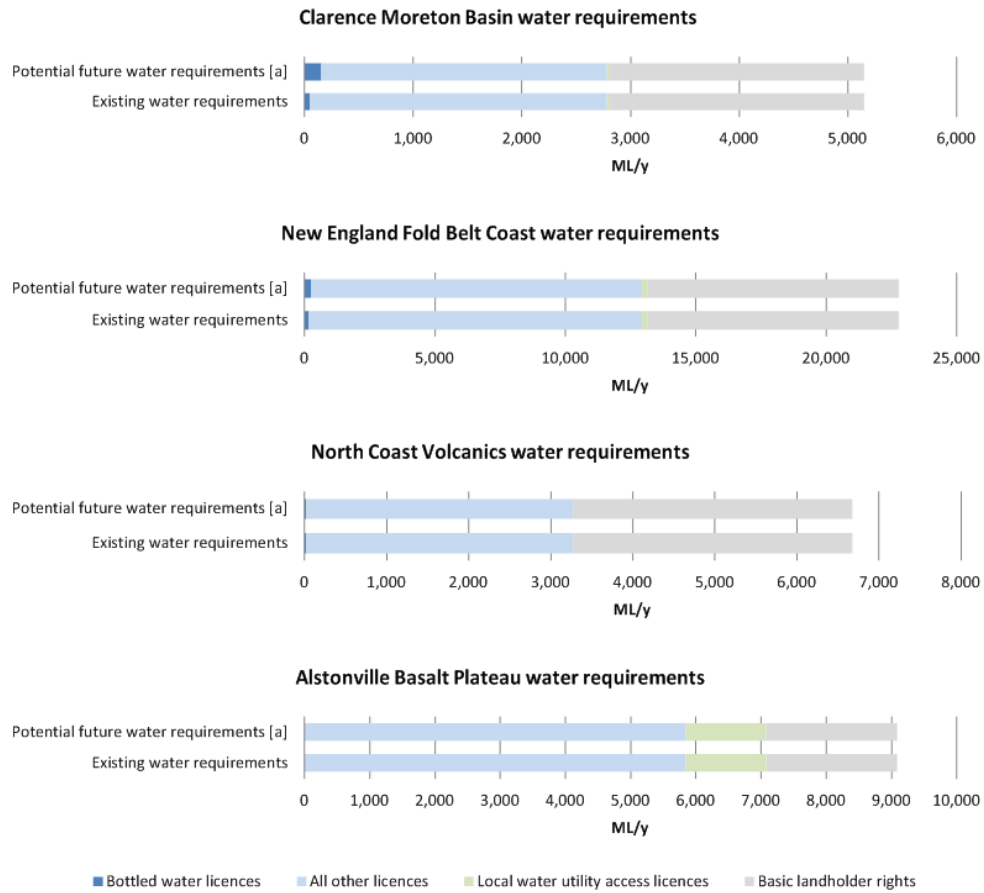 Clarence Moreton Basin water requirements
Potential future water requirements [a]
Existing water requirements
0 1,000 2,000 3,000 4,000 5,000 6,000
ML/y
New England Fold Belt Coast water requirements
Potential future water requirements [a]
Existing water requirements
0 5,000 10,000 15,000 20,000 25,000
ML/y
North Coast Volcanics water requirements
Potential future water requirements [a]
Existing water requirements
0 1,000 2,000 3,000 4,000 5,000 6,000 7,000 8,000
ML/y
Alstonville Basalt Plateau water requirements
Potential future water requirements [a]
Existing water requirements
0 1,000 2,000 3,000 4,000 5,000 6,000 7,000 8,000 9,000 10,000
ML/y
Bottled water licences All other licences Local water utility access licences Basic landholder rights